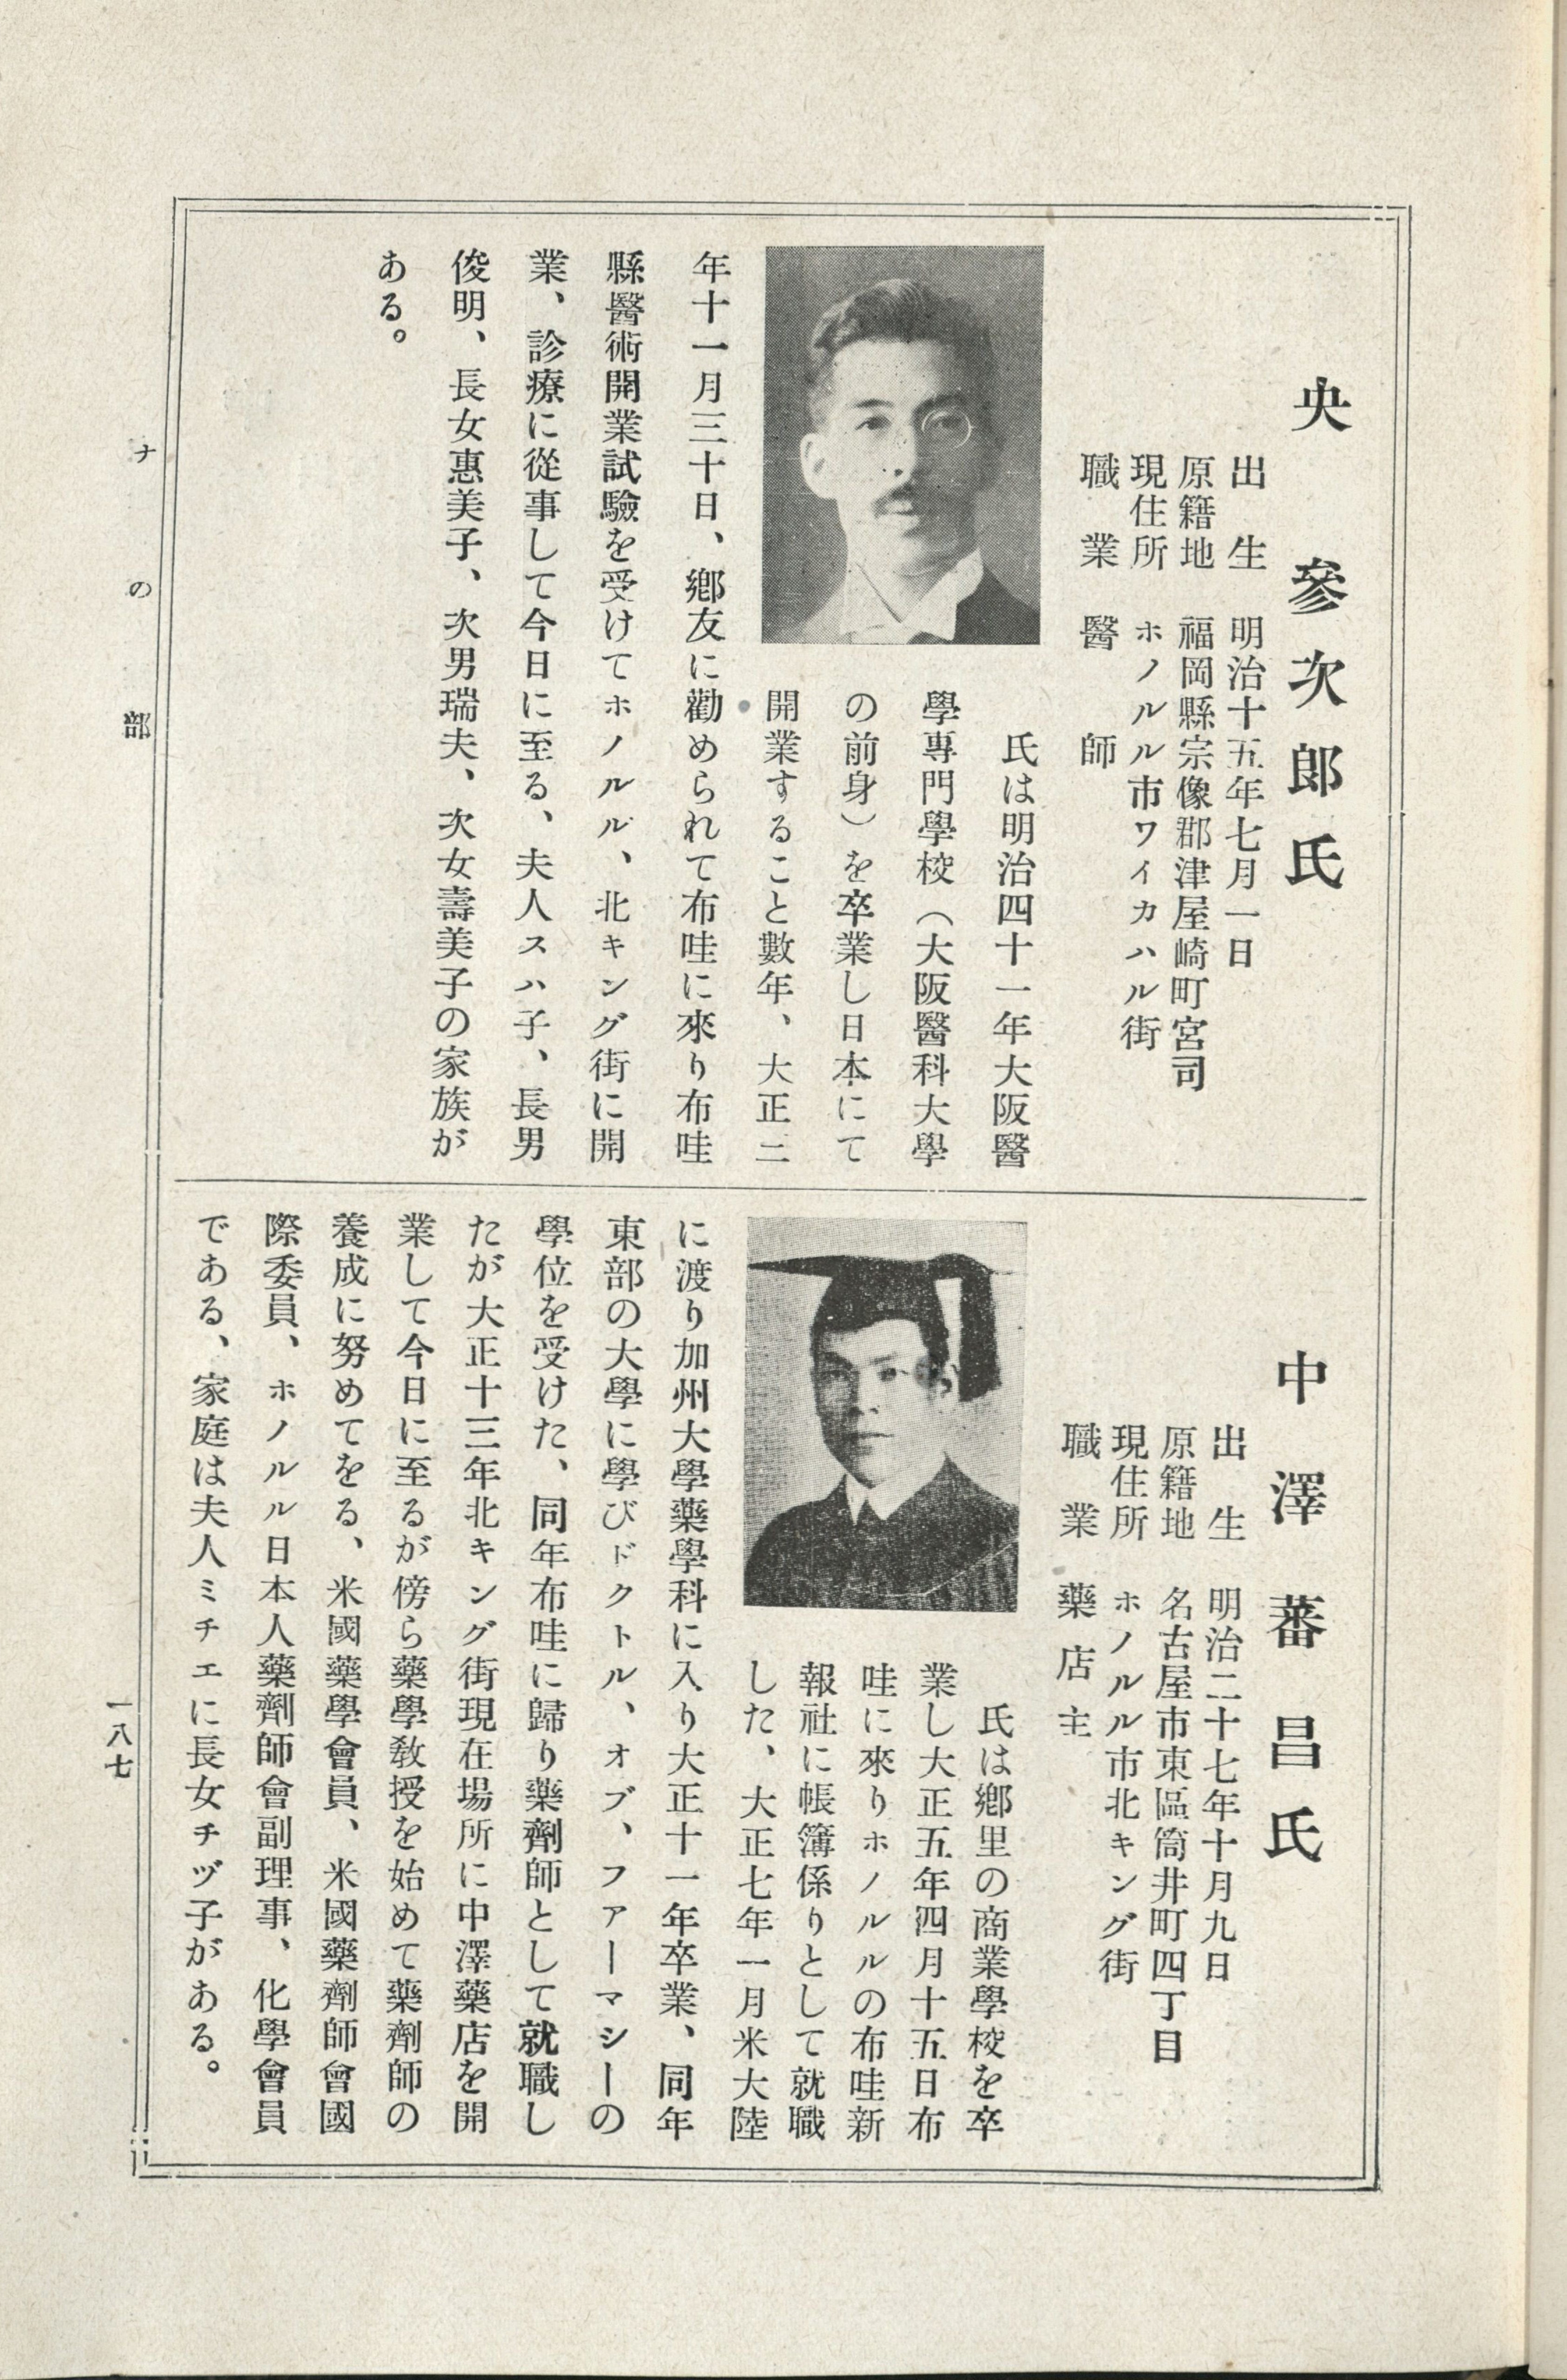 央參次郎氏
出生 明治十五年七月一日
原籍地 福岡縣宗像郡津屋崎町宮司
現住所 ホノルル市ワイカハル街
職業 醫師
氏は明治四十一年大阪醫
學專門學校（大阪醫科大學
の前身）を卒業し日本にて
開業すること數年、大正二
年十一月三十日、鄕友に勸められて布哇に來り布哇
縣醫術開業試驗を受けてホノルル、北キング街に開
業、診療に從事して今日に至る、夫人スハ子、長男
俊明、長女惠美子、次男瑞夫、次女壽美子の家族が
ある。
中澤蕃昌氏
出生 明治二十七年十月九日
原籍地 名古屋市東區筒井町四丁目
現住所 ホノルル市北キング街
職業 藥店主
氏は鄕里の商業學校を卒
業し大正五年四月十五日布
哇に來りホノルルの布哇新
報社に帳簿係りとして就職
した、大正七年一月米大陸
に渡り加州大學藥學科に入り大正十一年卒業、同年
東部の大學に學びドクトル、オブ、ファーマシーの
學位を受けた、同年布哇に歸り藥劑師として就職し
たが大正十三年北キング街現在場所に中澤藥店を開
業して今日に至るが傍ら藥學敎授を始めて藥劑師の
養成に努めてをる、米國藥學會員、米國藥劑師會國
際委員、ホノルル日本人藥劑師會副理事、化學會員
である、家庭は夫人ミチエに長女チヅ子がある。
ナの部
一八七